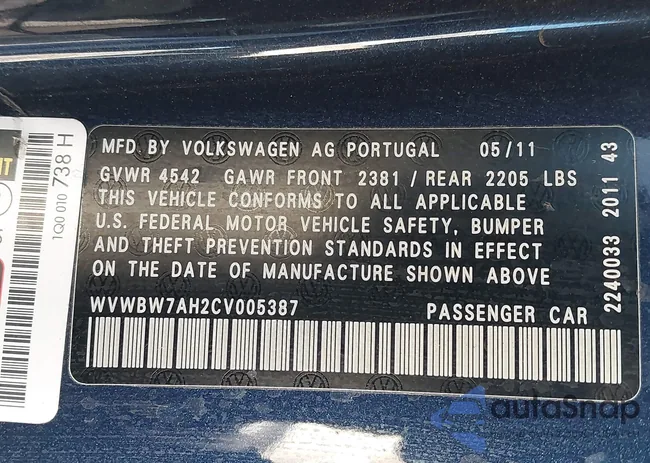 MFD BY VOLKSWAGEN AG PORTUGAL 05/11
GVWR 4542 GAWR FRONT 2381 / REAR 2205 LBS
THIS VEHICLE CONFORMS TO ALL APPLICABLE
U.S. FEDERAL MOTOR VEHICLE SAFETY, BUMPER
AND THEFT PREVENTION STANDARDS IN EFFECT
ON THE DATE OF MANUFACTURE SHOWN ABOVE
WVWBW7AH2CV005387 PASSENGER CAR
2240033 2011 43
1Q0 010 738 H
autoSnap